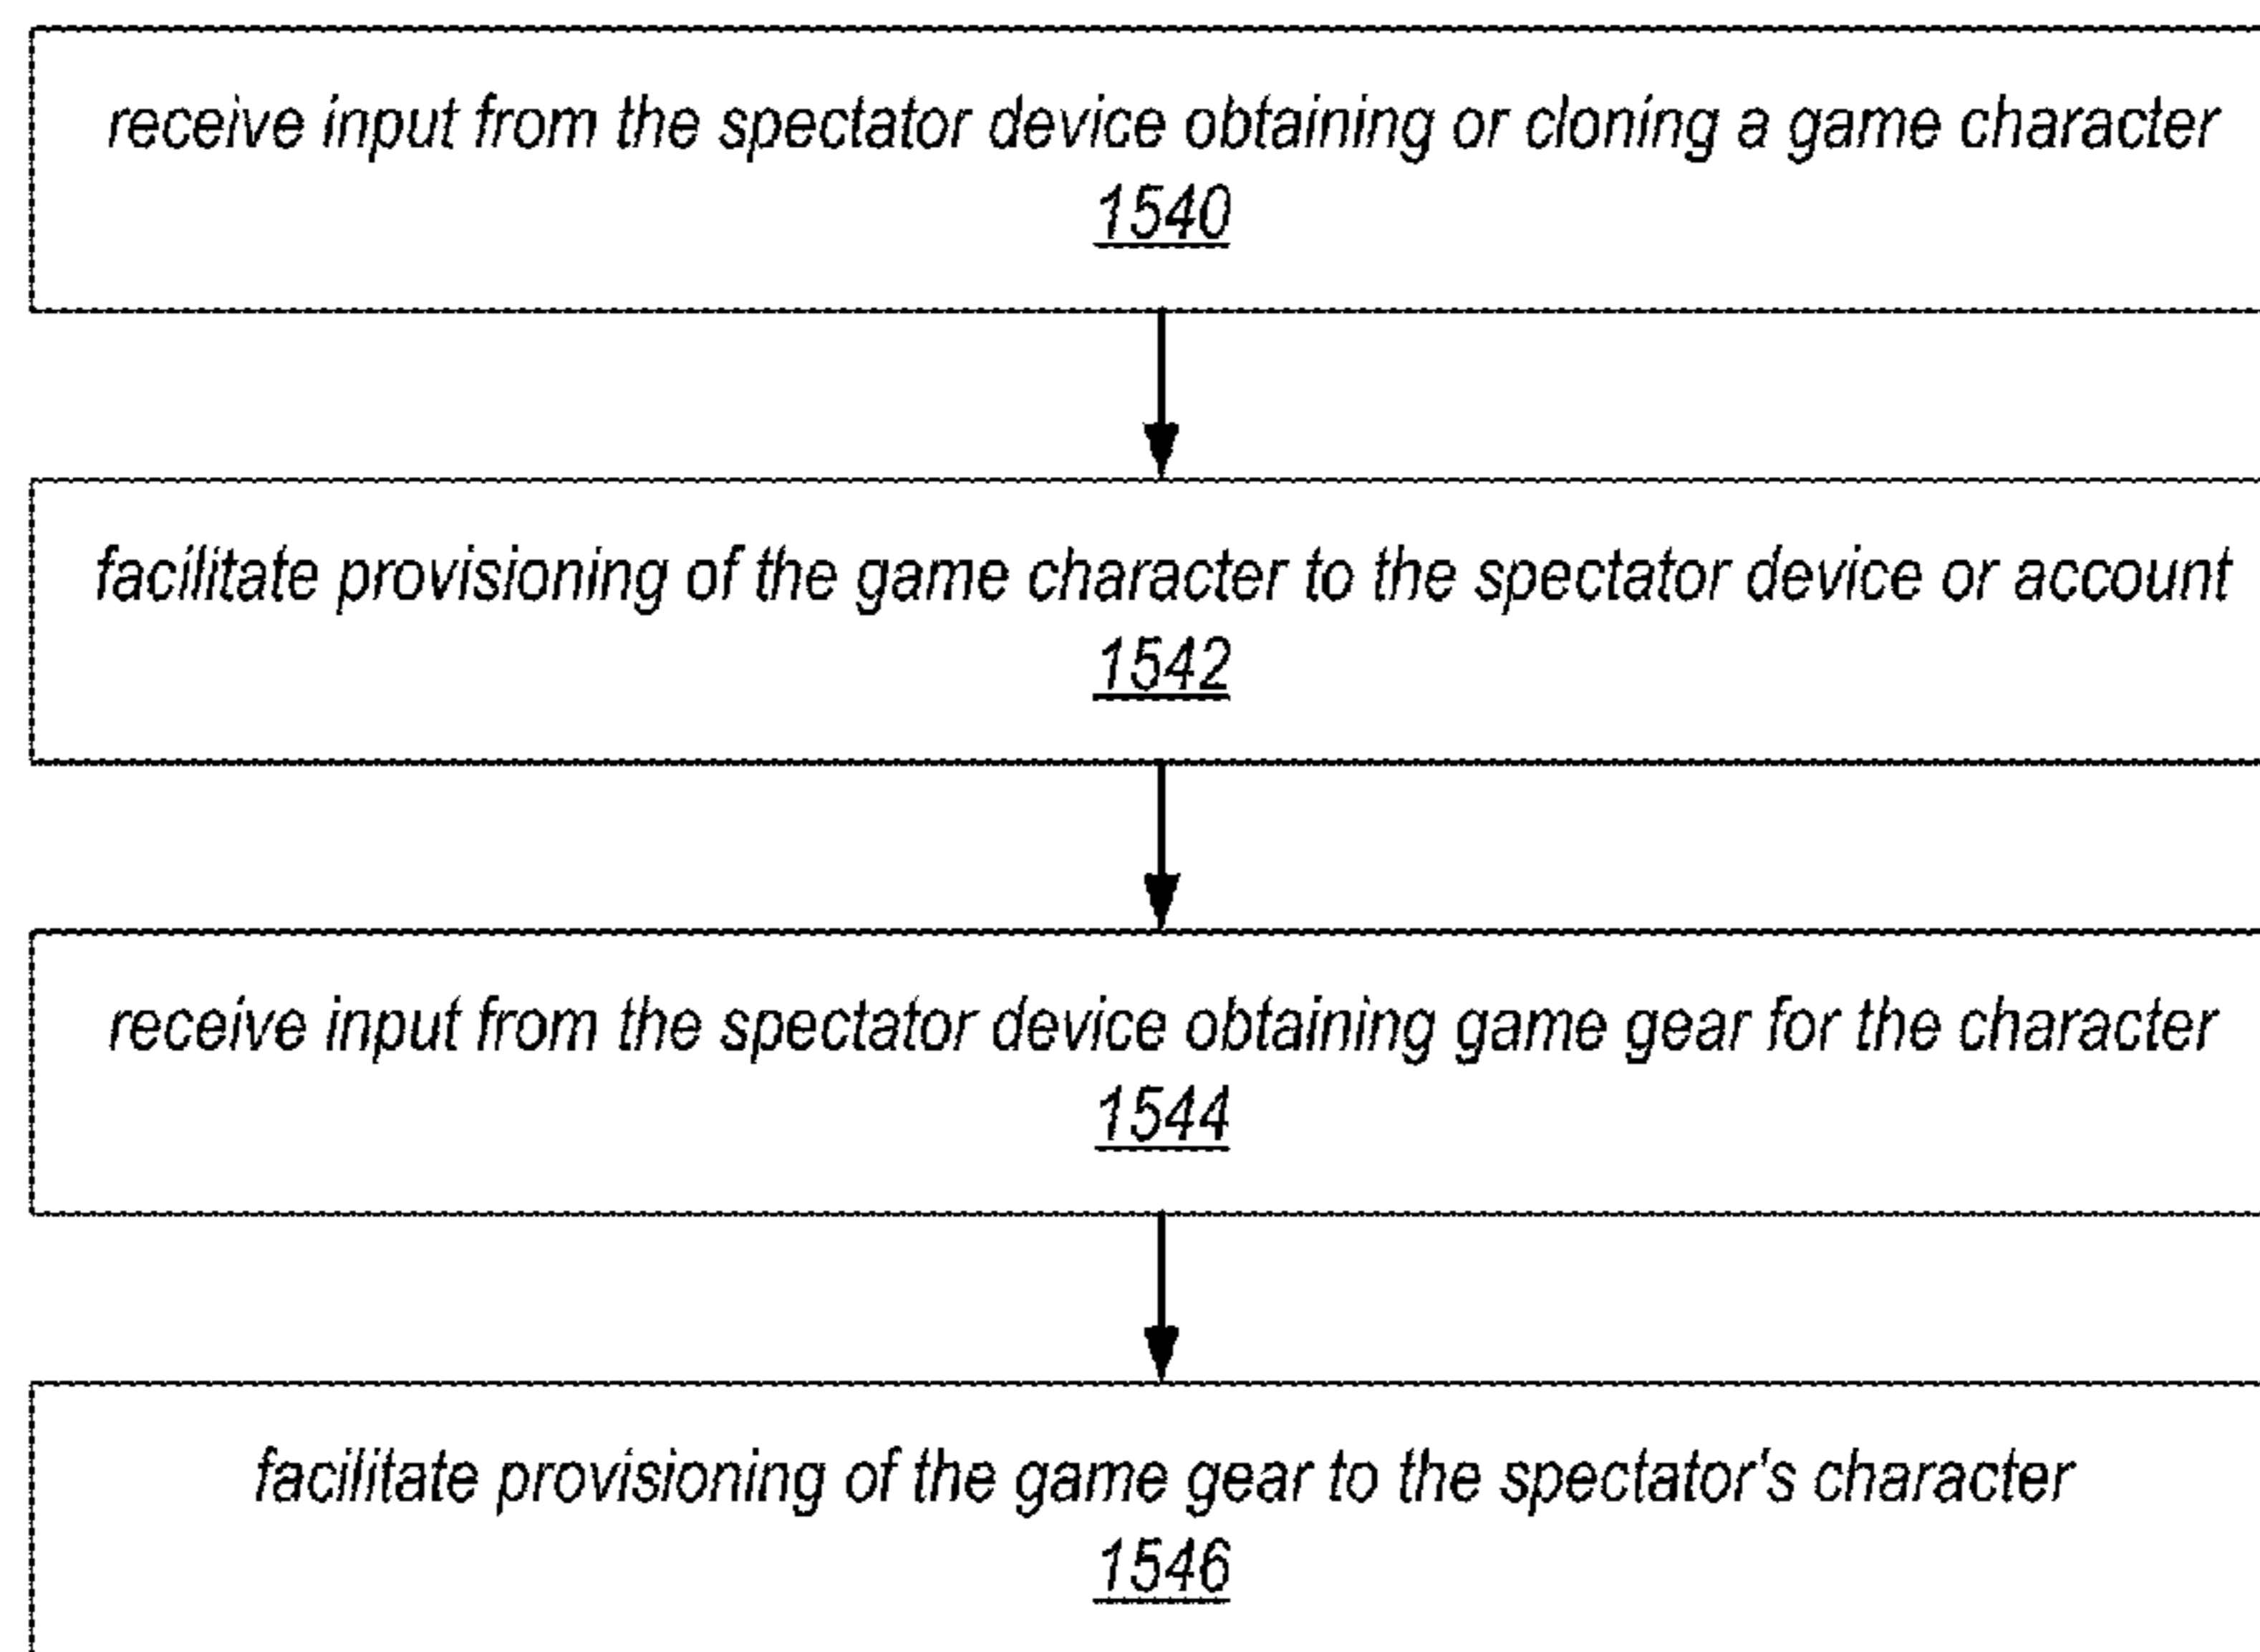 receive input from the spectator device obtaining or cloning a game character
1540
facilitate provisioning of the game character to the spectator device or account
1542
receive input from the spectator device obtaining game gear for the character
1544
facilitate provisioning of the game gear to the spectator's character
1546